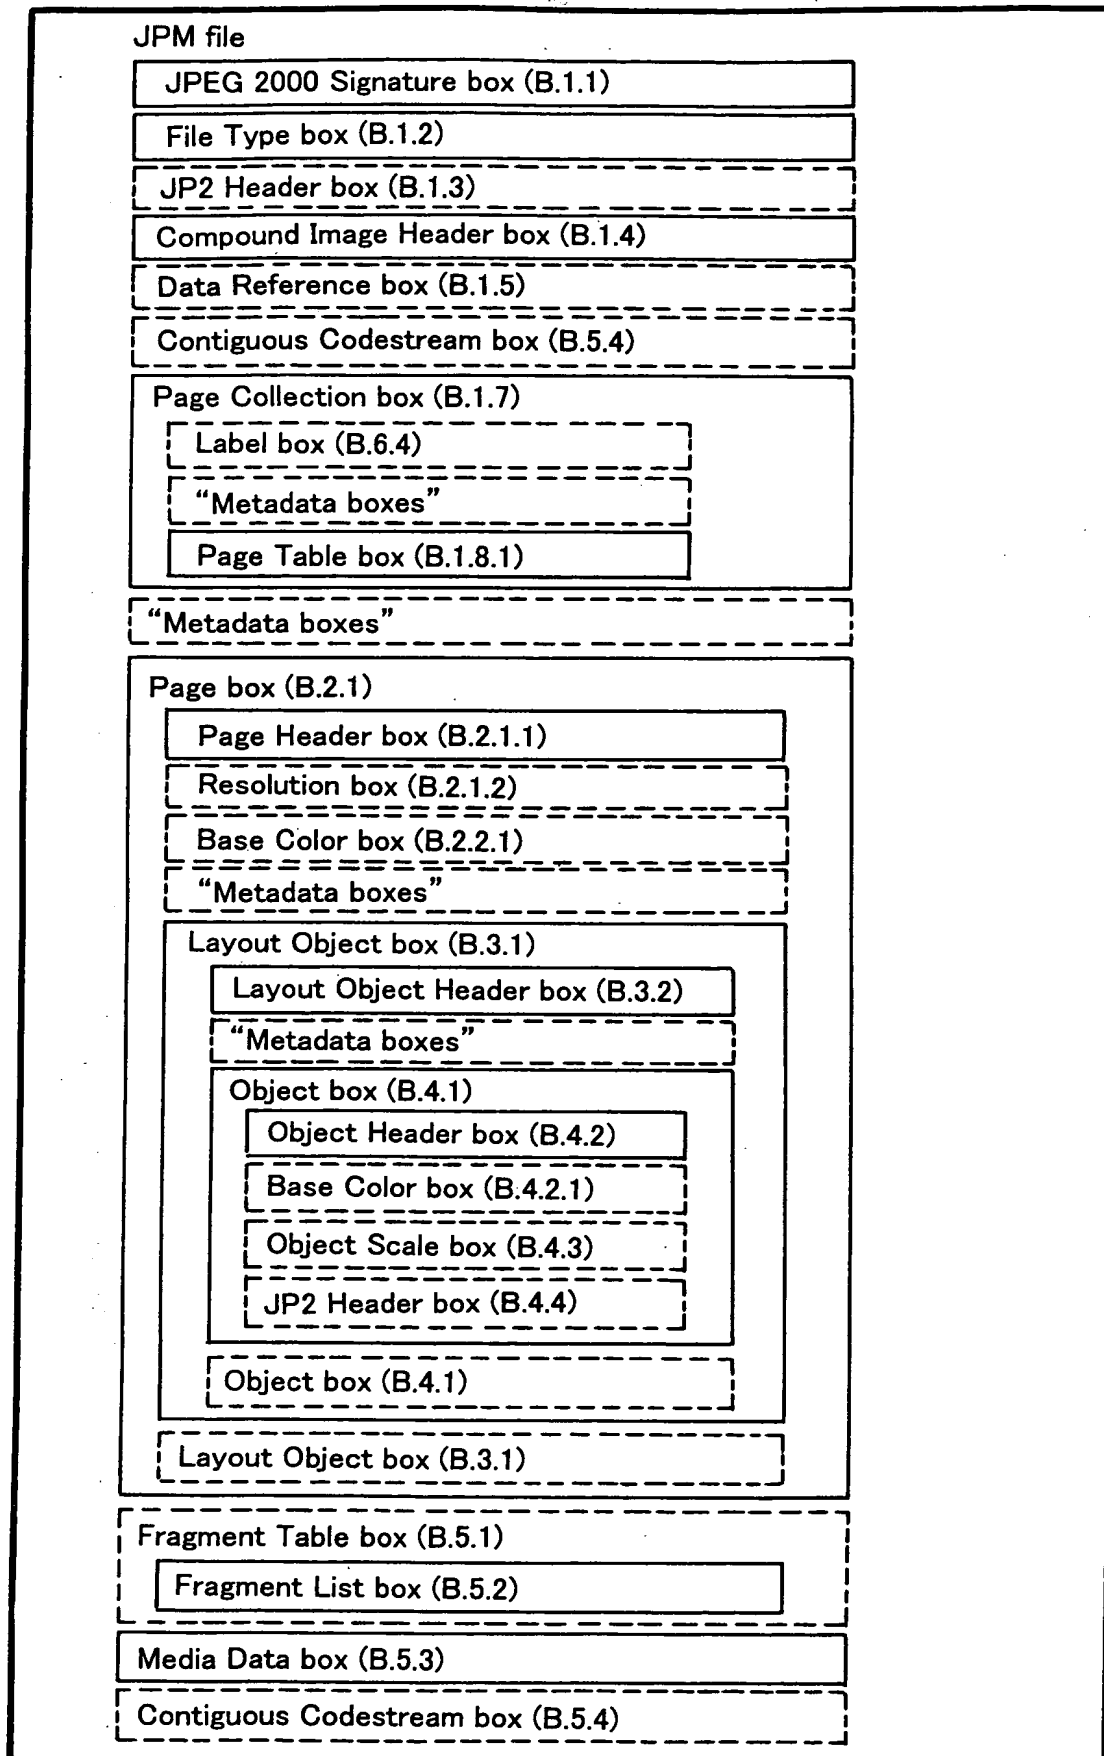 JPM file
JPEG 2000 Signature box (B.1.1)
File Type box (B.1.2)
JP2 Header box (B.1.3)
Compound Image Header box (B.1.4)
Data Reference box (B.1.5)
Contiguous Codestream box (B.5.4)
Page Collection box (B.1.7)
Label box (B.6.4)
“Metadata boxes”
Page Table box (B.1.8.1)
“Metadata boxes”
Page box (B.2.1)
Page Header box (B.2.1.1)
Resolution box (B.2.1.2)
Base Color box (B.2.2.1)
“Metadata boxes”
Layout Object box (B.3.1)
Layout Object Header box (B.3.2)
“Metadata boxes”
Object box (B.4.1)
Object Header box (B.4.2)
Base Color box (B.4.2.1)
Object Scale box (B.4.3)
JP2 Header box (B.4.4)
Object box (B.4.1)
Layout Object box (B.3.1)
Fragment Table box (B.5.1)
Fragment List box (B.5.2)
Media Data box (B.5.3)
Contiguous Codestream box (B.5.4)